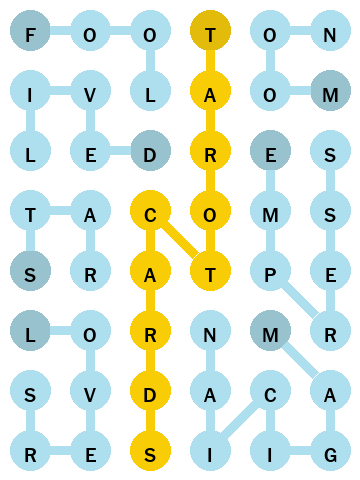 F O O T O N
I V L A O M
L E D R E S
T A C O M S
S R A T P E
L O R N M R
S V D A C A
R E S I I G